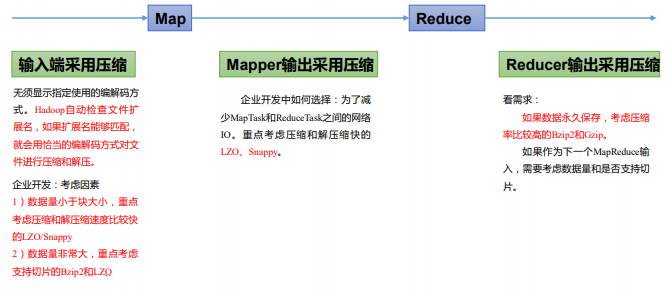 Map
Reduce
输入端采用压缩
无须显示指定使用的编解码方
式。Hadoop自动检查文件扩
展名，如果扩展名能够匹配，
就会用恰当的编解码方式对文
件进行压缩和解压。
企业开发：考虑因素
1）数据量小于块大小，重点
考虑压缩和解压缩速度比较快
的LZO/Snappy
2）数据量非常大，重点考虑
支持切片的Bzip2和LZO
Mapper输出采用压缩
企业开发中如何选择：为了减
少MapTask和ReduceTask之间的网络
IO。重点考虑压缩和解压缩快的
LZO、Snappy。
Reducer输出采用压缩
看需求：
如果数据永久保存，考虑压缩
率比较高的Bzip2和Gzip。
如果作为下一个MapReduce输
入，需要考虑数据量和是否支持切
片。